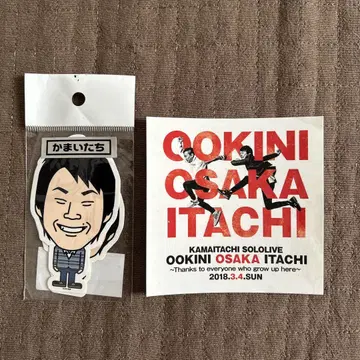 かまいたち
OOKINI
OSAKA
ITACHI
KAMAITACHI SOLOLIVE
OOKINI OSAKA ITACHI
~Thanks to everyone who grow up here~
2018.3.4.SUN